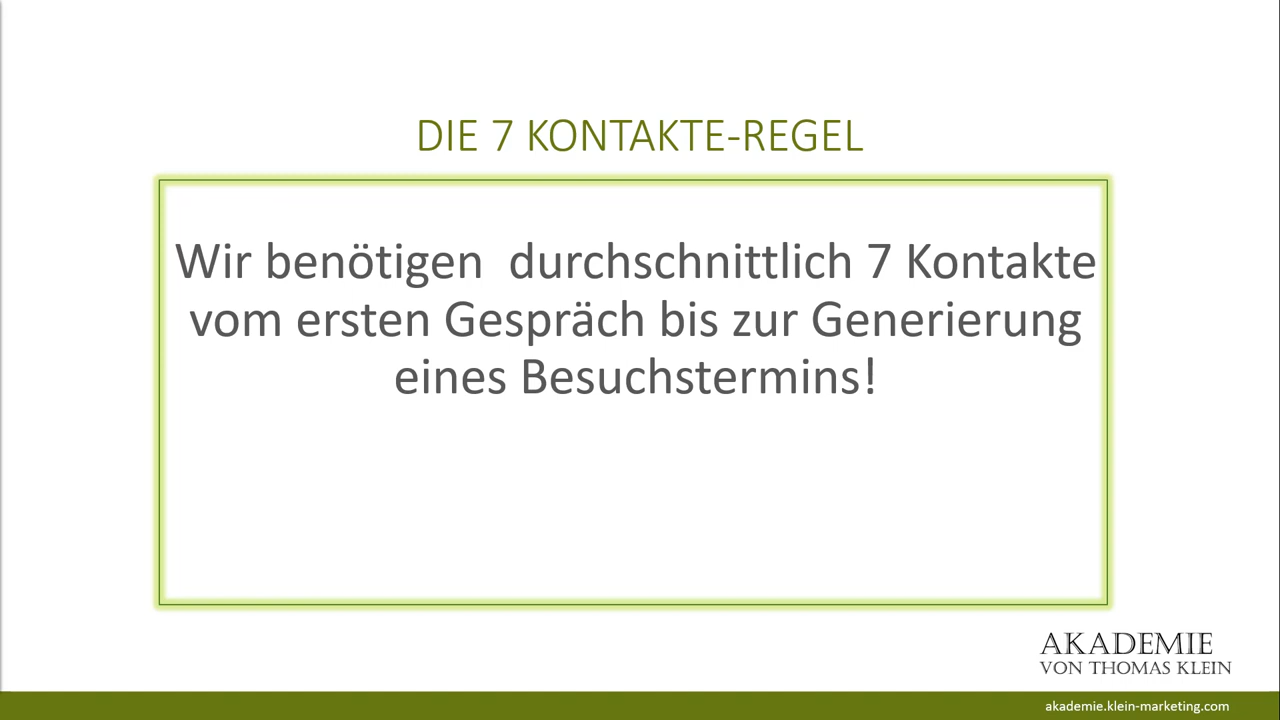 DIE 7 KONTAKTE-REGEL
Wir benötigen  durchschnittlich 7 Kontakte
vom ersten Gespräch bis zur Generierung
eines Besuchstermins!
AKADEMIE
VON THOMAS KLEIN
akademie.klein-marketing.com